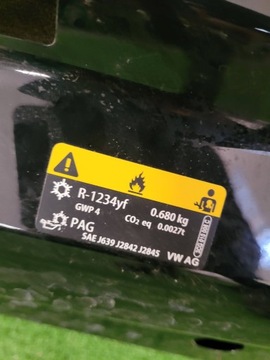 R-1234yf 0.680 kg
GWP 4 CO₂ eq 0.0027t
PAG
SAE J639 J2842 J2845 VW AG